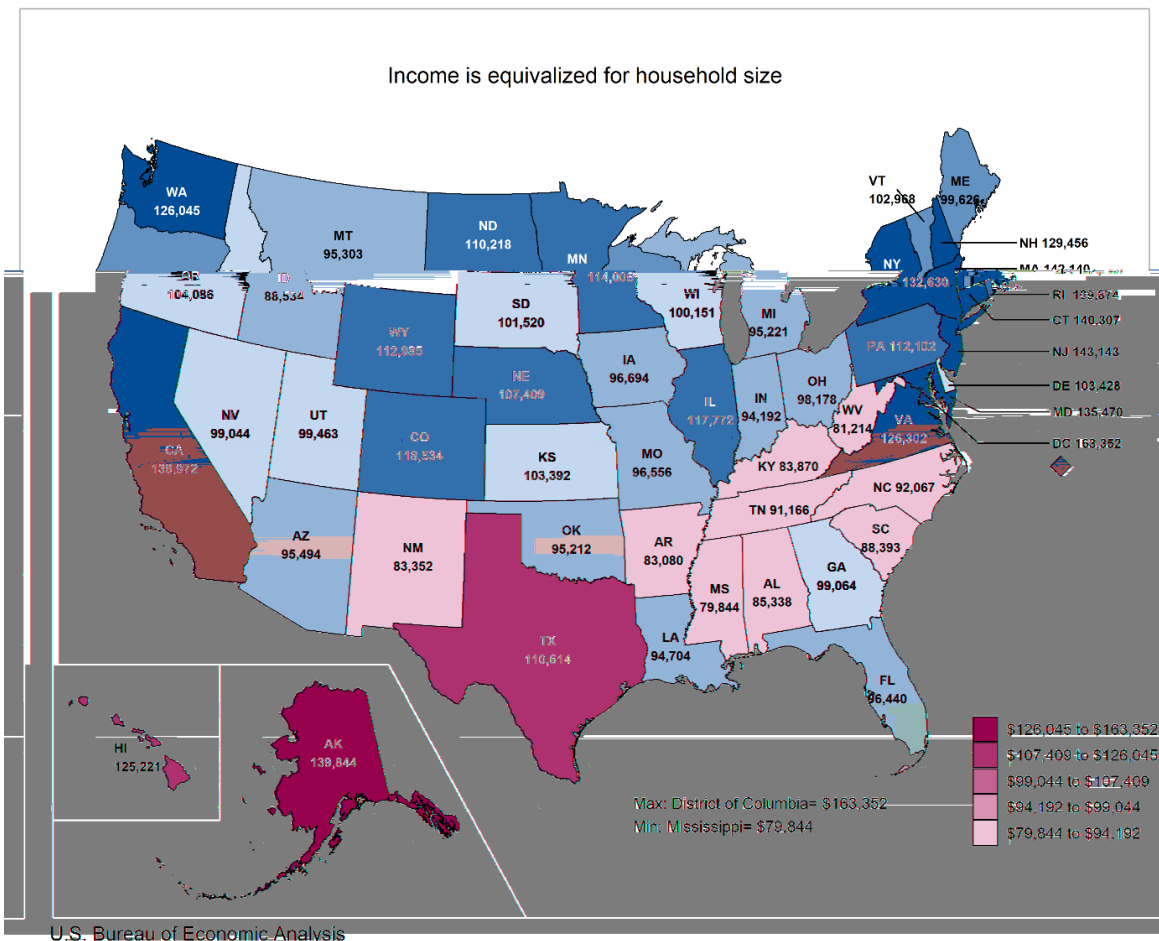 Income is equivalized for household size
WA
126,045
MT
95,303
ND
110,218
MN
114,006
VT
102,968
ME
99,626
NH 129,456
NY
132,630
MA
RI
CT 140,307
NJ 143,143
DE 103,428
MD 135,470
DC 163,352
OR
104,086
ID
88,534
WY
112,985
SD
101,520
WI
100,151
MI
95,221
PA 112,102
NE
107,409
IA
96,694
IL
117,772
IN
94,192
OH
98,178
WV
81,214
VA
126,302
NV
99,044
UT
99,463
CO
118,534
KS
103,392
MO
96,556
KY 83,870
CA
NC 92,067
TN 91,166
SC
88,393
AZ
95,494
NM
83,352
OK
95,212
AR
83,080
MS
79,844
AL
85,338
GA
99,064
TX
110,614
LA
94,704
FL
96,440
HI
125,221
AK
139,844
$126,045 to $163,352
$107,409 to $126,045
$99,044 to $107,409
$94,192 to $99,044
$79,844 to $94,192
Max: District of Columbia= $163,352
Min: Mississippi= $79,844
U.S. Bureau of Economic Analysis